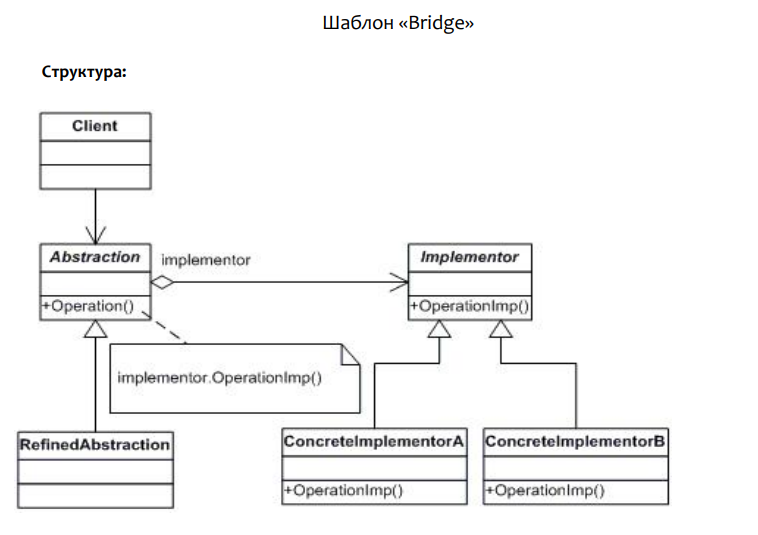 Шаблон «Bridge»
Структура:
Client
Abstraction
implementor
Implementor
+Operation()
+OperationImp()
implementor.OperationImp()
RefinedAbstraction
ConcreteImplementorA
ConcreteImplementorB
+OperationImp()
+OperationImp()